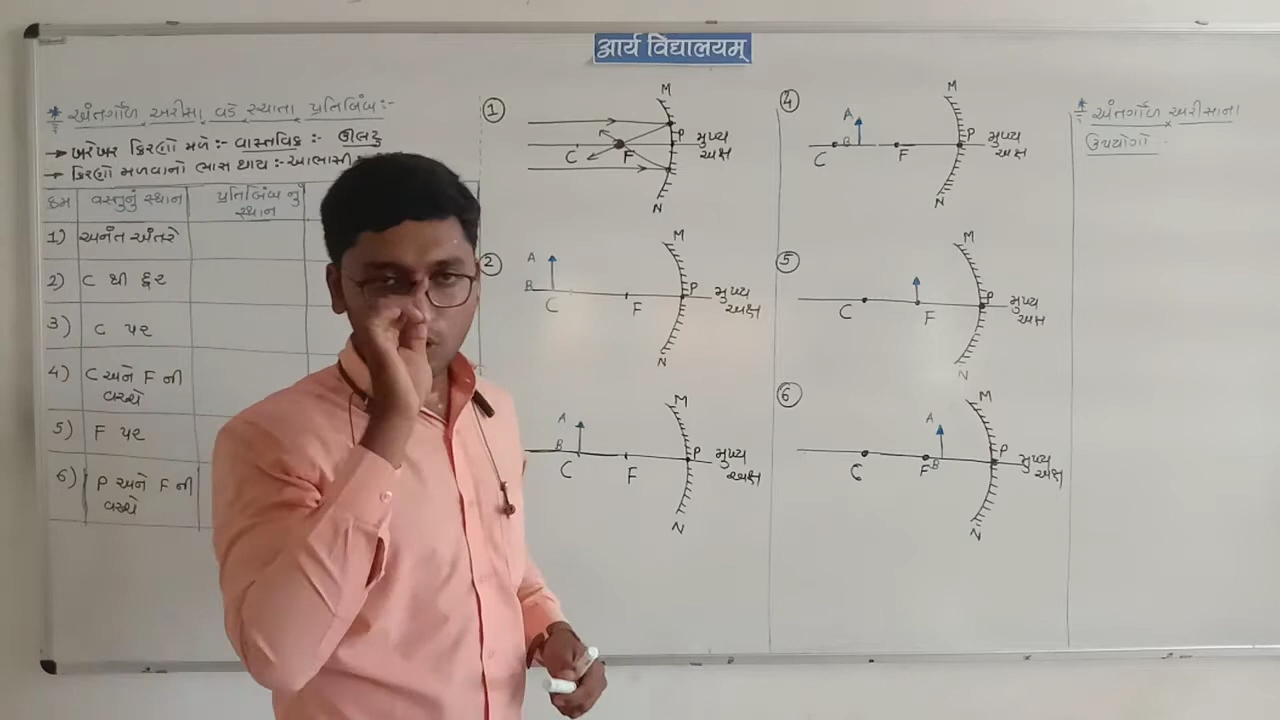 आर्य विद्यालयम्
* અંતર્ગોળ અરીસા વડે રચાતા પ્રતિબિંબ :-
→ ખરેખર કિરણો મળે :- વાસ્તવિક :- ઊલટુ
→ કિરણો મળવાનો ભાસ થાય :- આભાસી
ક્રમ વસ્તુનું સ્થાન પ્રતિબિંબ નું સ્થાન
1) અનંત અંતરે
2) C થી દૂર
3) C પર
4) C અને F ની વચ્ચે
5) F પર
6) P અને F ની વચ્ચે
1
M
C F P મુખ્ય અક્ષ
N
2
M
A
B C F P મુખ્ય અક્ષ
N
M
A
B C F P મુખ્ય અક્ષ
N
4
M
A
C B F P મુખ્ય અક્ષ
N
5
M
C F P મુખ્ય અક્ષ
N
6
M
A
C F B P મુખ્ય અક્ષ
N
* અંતર્ગોળ અરીસાના
ઉપયોગો :-